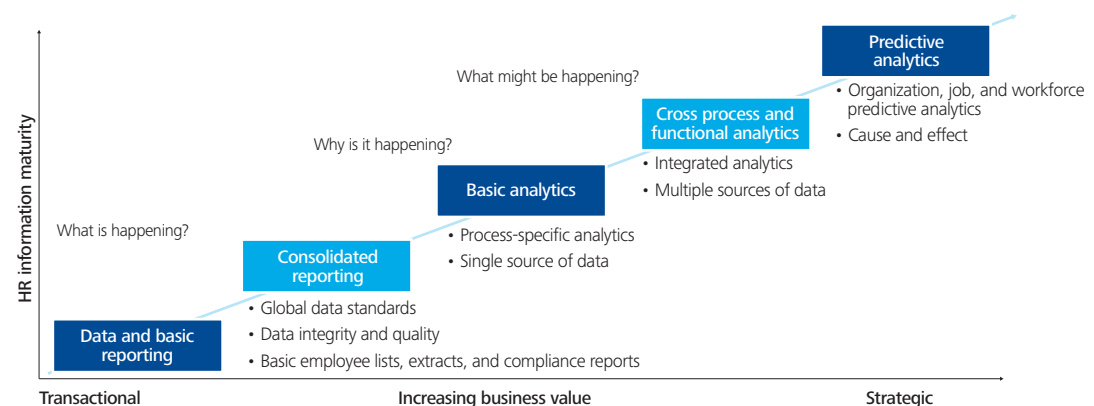 Predictive
analytics
• Organization, job, and workforce
predictive analytics
• Cause and effect
What might be happening?
Cross process and
functional analytics
• Integrated analytics
• Multiple sources of data
Why is it happening?
Basic analytics
• Process-specific analytics
• Single source of data
What is happening?
Consolidated
reporting
• Global data standards
• Data integrity and quality
• Basic employee lists, extracts, and compliance reports
Data and basic
reporting
HR information maturity
Transactional
Increasing business value
Strategic